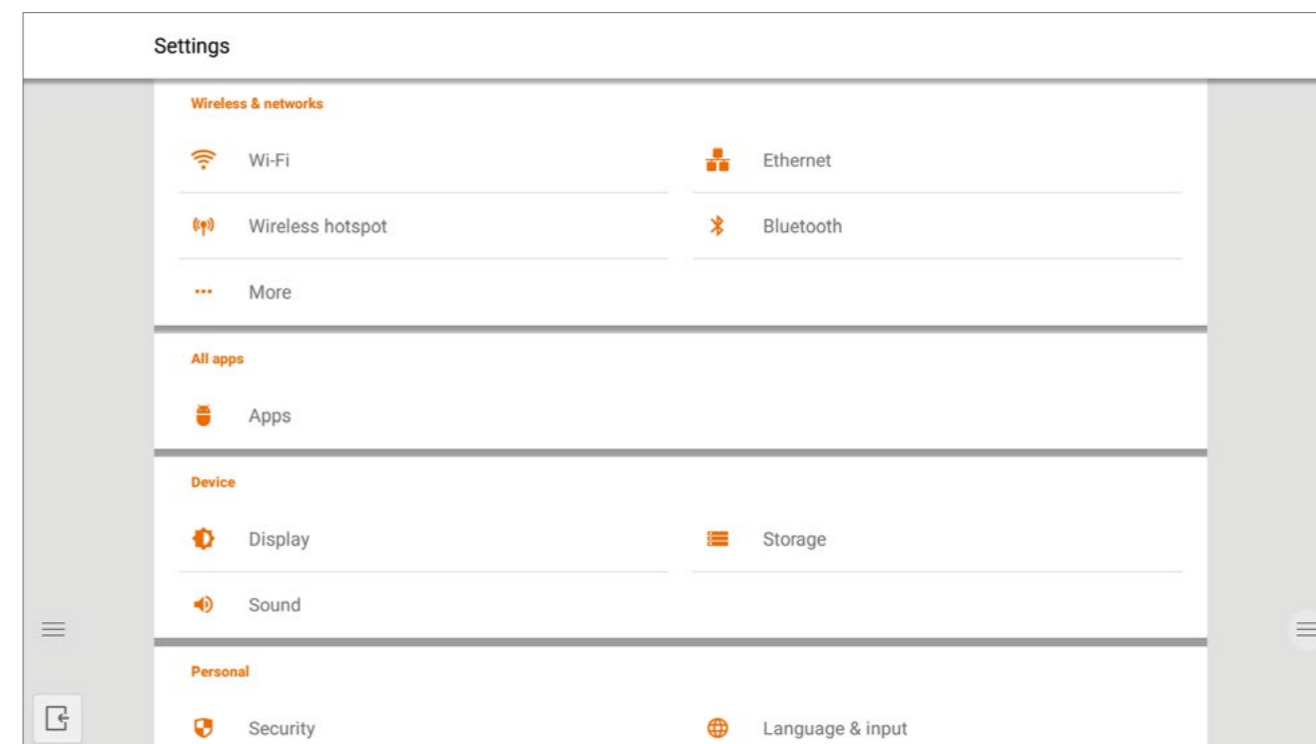 Settings
Wireless & networks
Wi-Fi
Ethernet
Wireless hotspot
Bluetooth
More
All apps
Apps
Device
Display
Storage
Sound
Personal
Security
Language & input